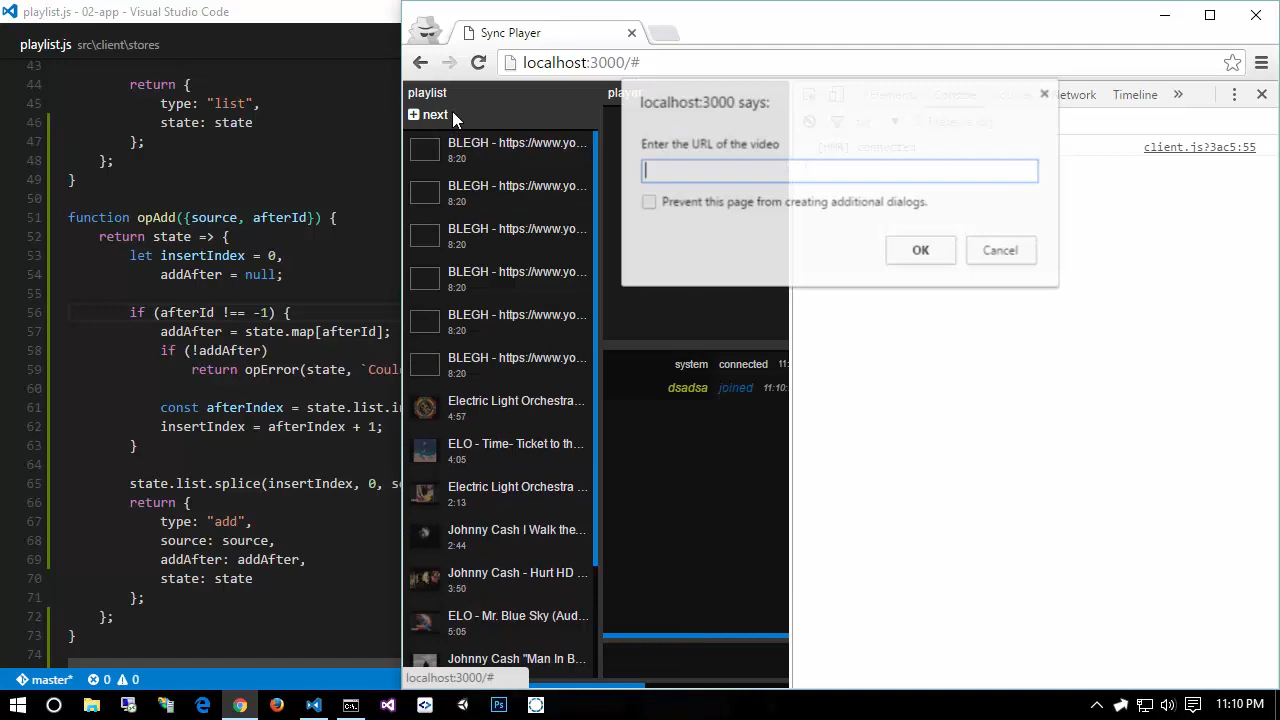 playlist.js - 02-app - Visual Studio Code
playlist.js src\client\stores
43
44 return {
45 type: "list",
46 state: state
47 };
48 };
49 }
50
51 function opAdd({source, afterId}) {
52 return state => {
53 let insertIndex = 0,
54 addAfter = null;
55
56 if (afterId !== -1) {
57 addAfter = state.map[afterId];
58 if (!addAfter)
59 return opError(state, `Coul
60
61 const afterIndex = state.list.in
62 insertIndex = afterIndex + 1;
63 }
64
65 state.list.splice(insertIndex, 0, so
66 return {
67 type: "add",
68 source: source,
69 addAfter: addAfter,
70 state: state
71 };
72 };
73 }
74
master* 0 0
Sync Player
localhost:3000/#
playlist
next
BLEGH - https://www.yo...
8:20
BLEGH - https://www.yo...
8:20
BLEGH - https://www.yo...
8:20
BLEGH - https://www.yo...
8:20
BLEGH - https://www.yo...
8:20
BLEGH - https://www.yo...
8:20
Electric Light Orchestra...
4:57
ELO - Time- Ticket to th...
4:05
Electric Light Orchestra ...
2:13
Johnny Cash I Walk the...
2:44
Johnny Cash - Hurt HD ...
3:50
ELO - Mr. Blue Sky (Aud...
5:05
Johnny Cash "Man In B...
localhost:3000/#
player
localhost:3000 says:
Enter the URL of the video
Prevent this page from creating additional dialogs.
OK Cancel
system connected 11:
dsadsa joined 11:10:
Elements Console Network Timeline
top
[HMR] connected client.js?3ac5:55
11:10 PM